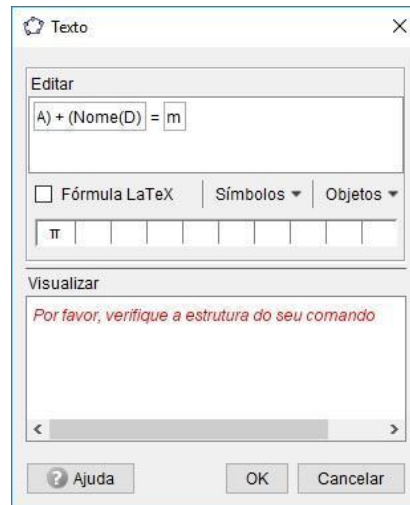 Texto
Editar
A) + (Nome(D) = m
Fórmula LaTeX Símbolos Objetos
π
Visualizar
Por favor, verifique a estrutura do seu comando
Ajuda OK Cancelar